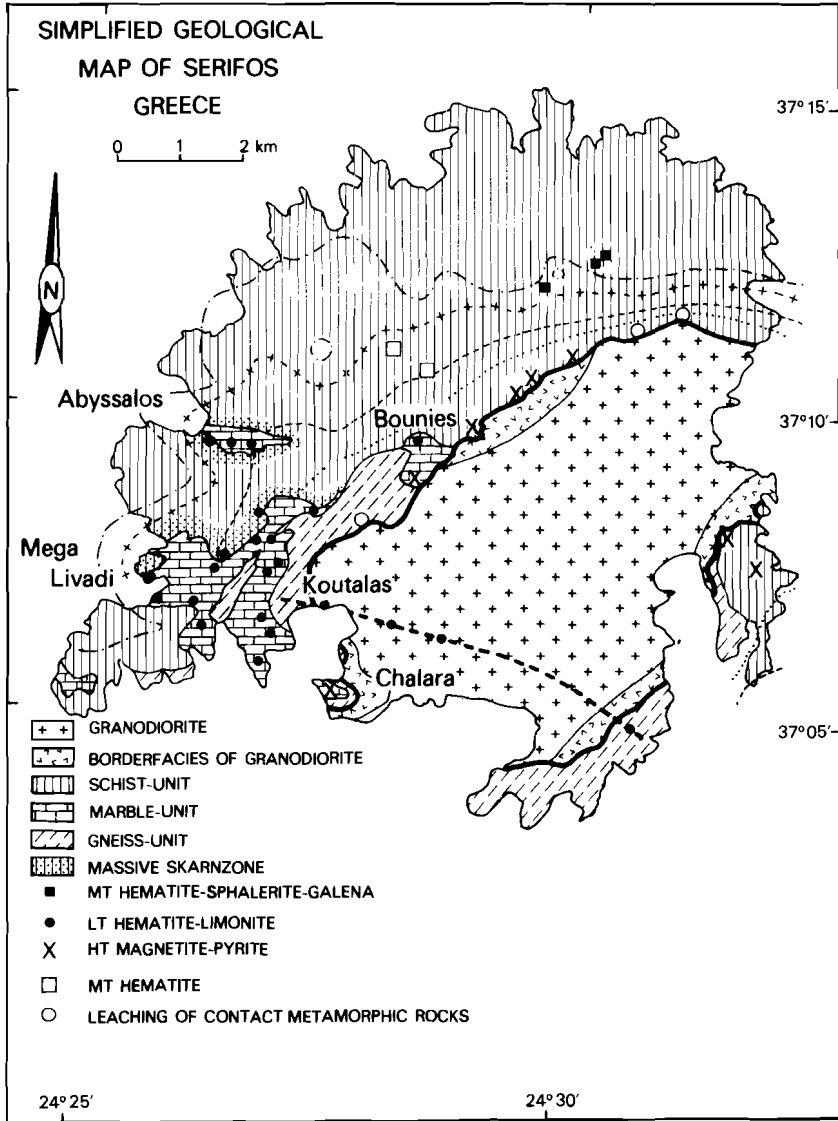 SIMPLIFIED GEOLOGICAL
MAP OF SERIFOS
GREECE
0 1 2 km
37° 15'
N
Abyssalos
Bounies
37° 10'
Mega
Livadi
Koutalas
Chalara
37° 05'
GRANODIORITE
BORDERFACIES OF GRANODIORITE
SCHIST-UNIT
MARBLE-UNIT
GNEISS-UNIT
MASSIVE SKARNZONE
MT HEMATITE-SPHALERITE-GALENA
LT HEMATITE-LIMONITE
HT MAGNETITE-PYRITE
MT HEMATITE
LEACHING OF CONTACT METAMORPHIC ROCKS
24° 25'
24° 30'